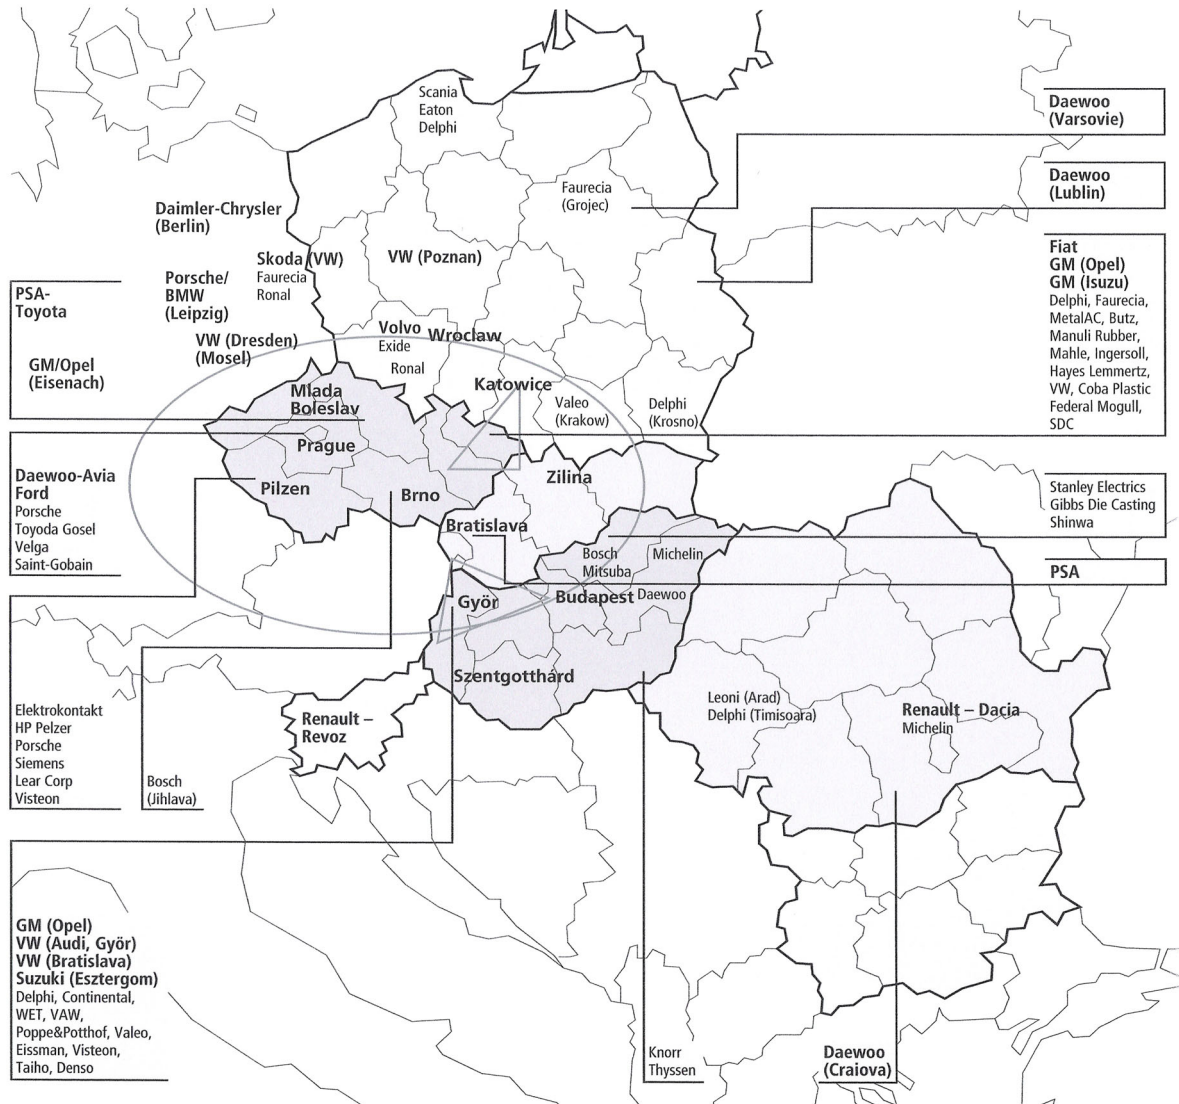 Scania
Eaton
Delphi
Daewoo
(Varsovie)
Faurecia
(Grojec)
Daewoo
(Lublin)
Daimler-Chrysler
(Berlin)
Skoda (VW)
Faurecia
Ronal
VW (Poznan)
Fiat
GM (Opel)
GM (Isuzu)
Delphi, Faurecia,
MetalAC, Butz,
Manuli Rubber,
Mahle, Ingersoll,
Hayes Lemmertz,
VW, Coba Plastic
Federal Mogull,
SDC
Porsche/
BMW
(Leipzig)
PSA-
Toyota
VW (Dresden)
(Mosel)
Volvo
Exide
Ronal
Wroclaw
GM/Opel
(Eisenach)
Mlada
Boleslav
Katowice
Valeo
(Krakow)
Delphi
(Krosno)
Prague
Daewoo-Avia
Ford
Porsche
Toyoda Gosel
Velga
Saint-Gobain
Pilzen
Brno
Zilina
Stanley Electrics
Gibbs Die Casting
Shinwa
Bratislava
Bosch
Mitsuba
Michelin
PSA
Györ
Budapest
Daewoo
Szentgotthárd
Elektrokontakt
HP Pelzer
Porsche
Siemens
Lear Corp
Visteon
Bosch
(Jihlava)
Renault –
Revoz
Leoni (Arad)
Delphi (Timisoara)
Renault – Dacia
Michelin
GM (Opel)
VW (Audi, Györ)
VW (Bratislava)
Suzuki (Esztergom)
Delphi, Continental,
WET, VAW,
Poppe&Potthof, Valeo,
Eissman, Visteon,
Taiho, Denso
Knorr
Thyssen
Daewoo
(Craiova)